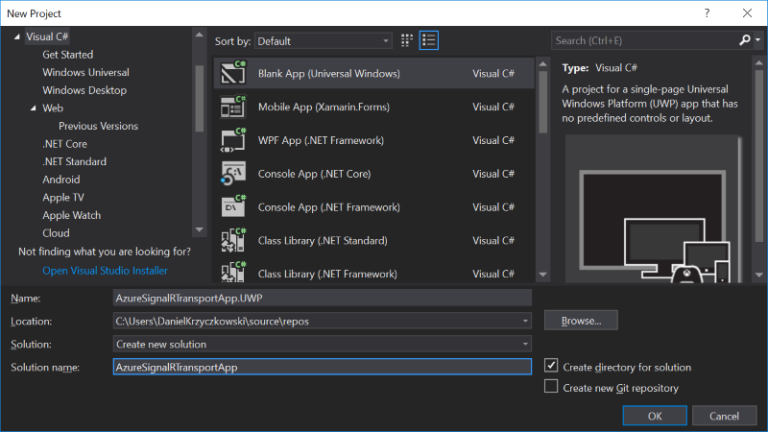 New Project
Visual C#
Get Started
Windows Universal
Windows Desktop
Web
Previous Versions
.NET Core
.NET Standard
Android
Apple TV
Apple Watch
Cloud
Not finding what you are looking for?
Open Visual Studio Installer
Sort by: Default
Search (Ctrl+E)
Blank App (Universal Windows) Visual C#
Mobile App (Xamarin.Forms) Visual C#
WPF App (.NET Framework) Visual C#
Console App (.NET Core) Visual C#
Console App (.NET Framework) Visual C#
Class Library (.NET Standard) Visual C#
Class Library (.NET Framework) Visual C#
Type: Visual C#
A project for a single-page Universal
Windows Platform (UWP) app that has
no predefined controls or layout.
Name: AzureSignalRTransportApp.UWP
Location: C:\Users\DanielKrzyczkowski\source\repos
Browse...
Solution: Create new solution
Solution name: AzureSignalRTransportApp
Create directory for solution
Create new Git repository
OK
Cancel